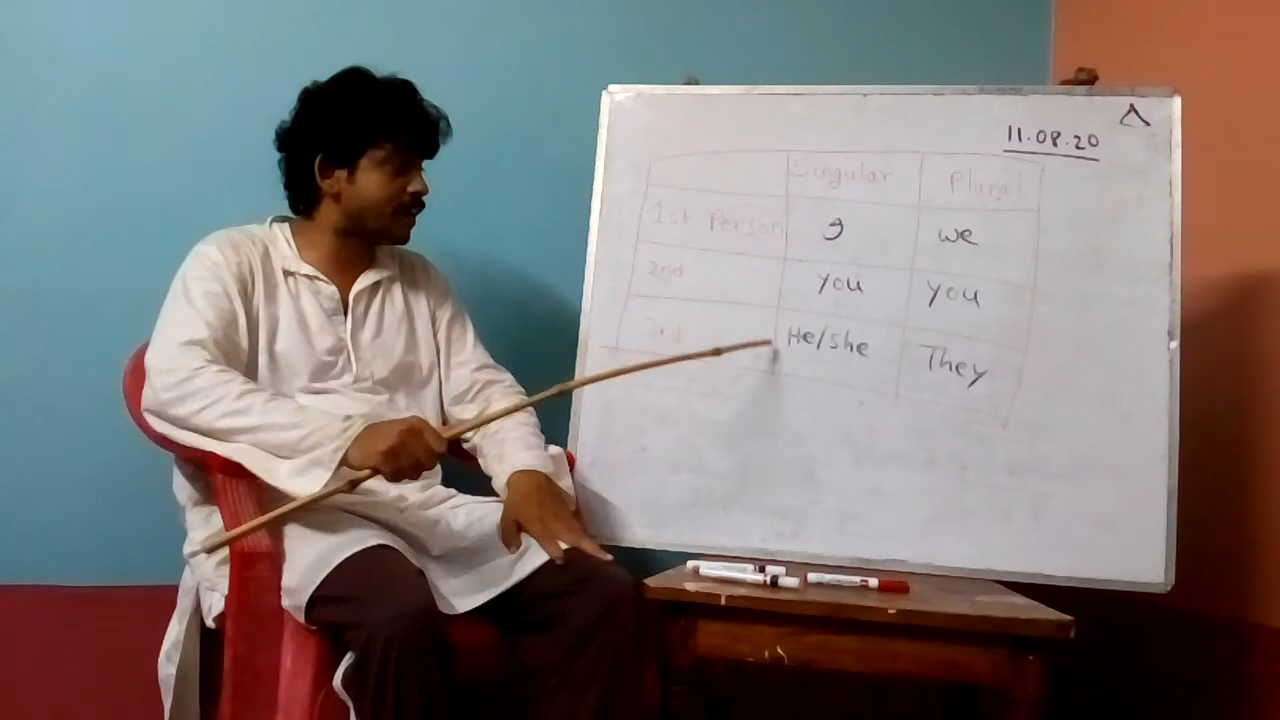 11.08.20
Singular Plural
1st Person I we
2nd you you
3rd He/she They